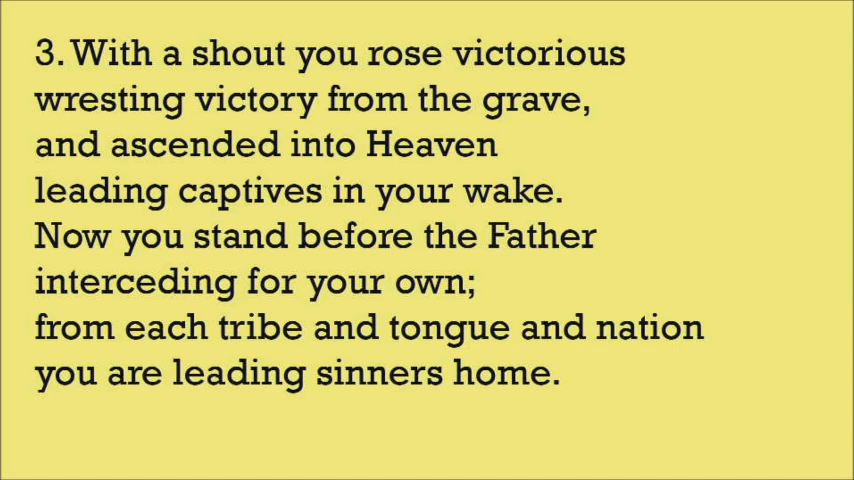 3. With a shout you rose victorious
wresting victory from the grave,
and ascended into Heaven
leading captives in your wake.
Now you stand before the Father
interceding for your own;
from each tribe and tongue and nation
you are leading sinners home.